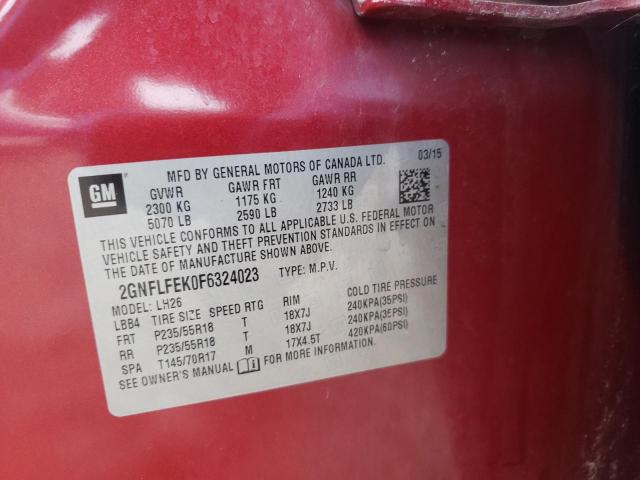 MFD BY GENERAL MOTORS OF CANADA LTD. 03/15
GM
GVWR GAWR FRT GAWR RR
2300 KG 1175 KG 1240 KG
5070 LB 2590 LB 2733 LB
THIS VEHICLE CONFORMS TO ALL APPLICABLE U.S. FEDERAL MOTOR
VEHICLE SAFETY AND THEFT PREVENTION STANDARDS IN EFFECT ON
THE DATE OF MANUFACTURE SHOWN ABOVE.
2GNFLFEK0F6324023 TYPE: M.P.V.
MODEL: LH26
LBB4 TIRE SIZE SPEED RTG RIM COLD TIRE PRESSURE
FRT P235/55R18 T 18X7J 240KPA(35PSI)
RR P235/55R18 T 18X7J 240KPA(35PSI)
SPA T145/70R17 M 17X4.5T 420KPA(60PSI)
SEE OWNER'S MANUAL FOR MORE INFORMATION.